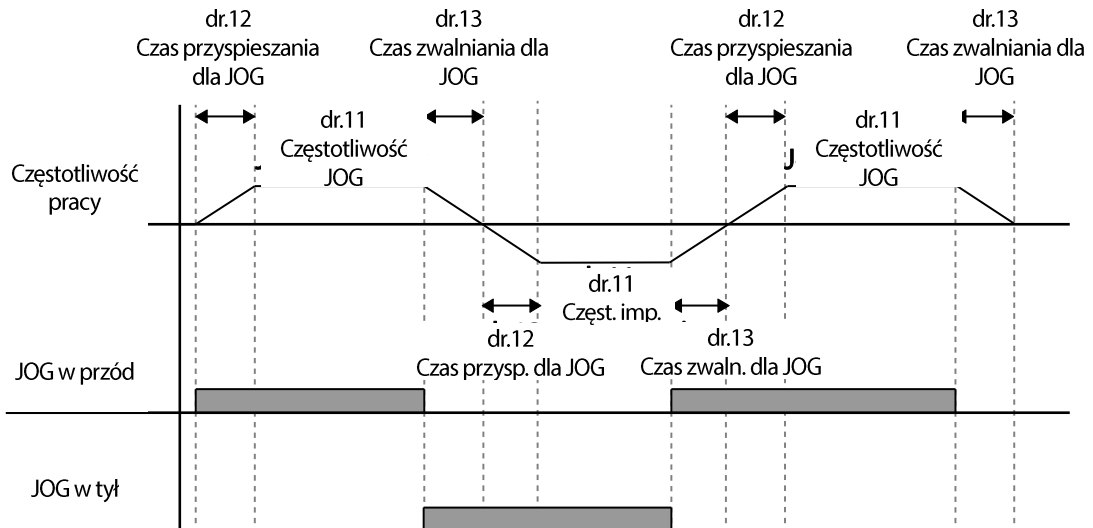 dr.12
Czas przyspieszania
dla JOG
dr.13
Czas zwalniania dla
JOG
dr.12
Czas przyspieszania
dla JOG
dr.13
Czas zwalniania da
JOG
dr.11
Częstotliwość
JOG
dr.11
Częstotliwość
JOG
Częstotliwość
pracy
dr.11
Częst. imp.
dr.12
Czas przysp. dla JOG
dr.13
Czas zwaln. dla JOG
JOG w przód
JOG w tył